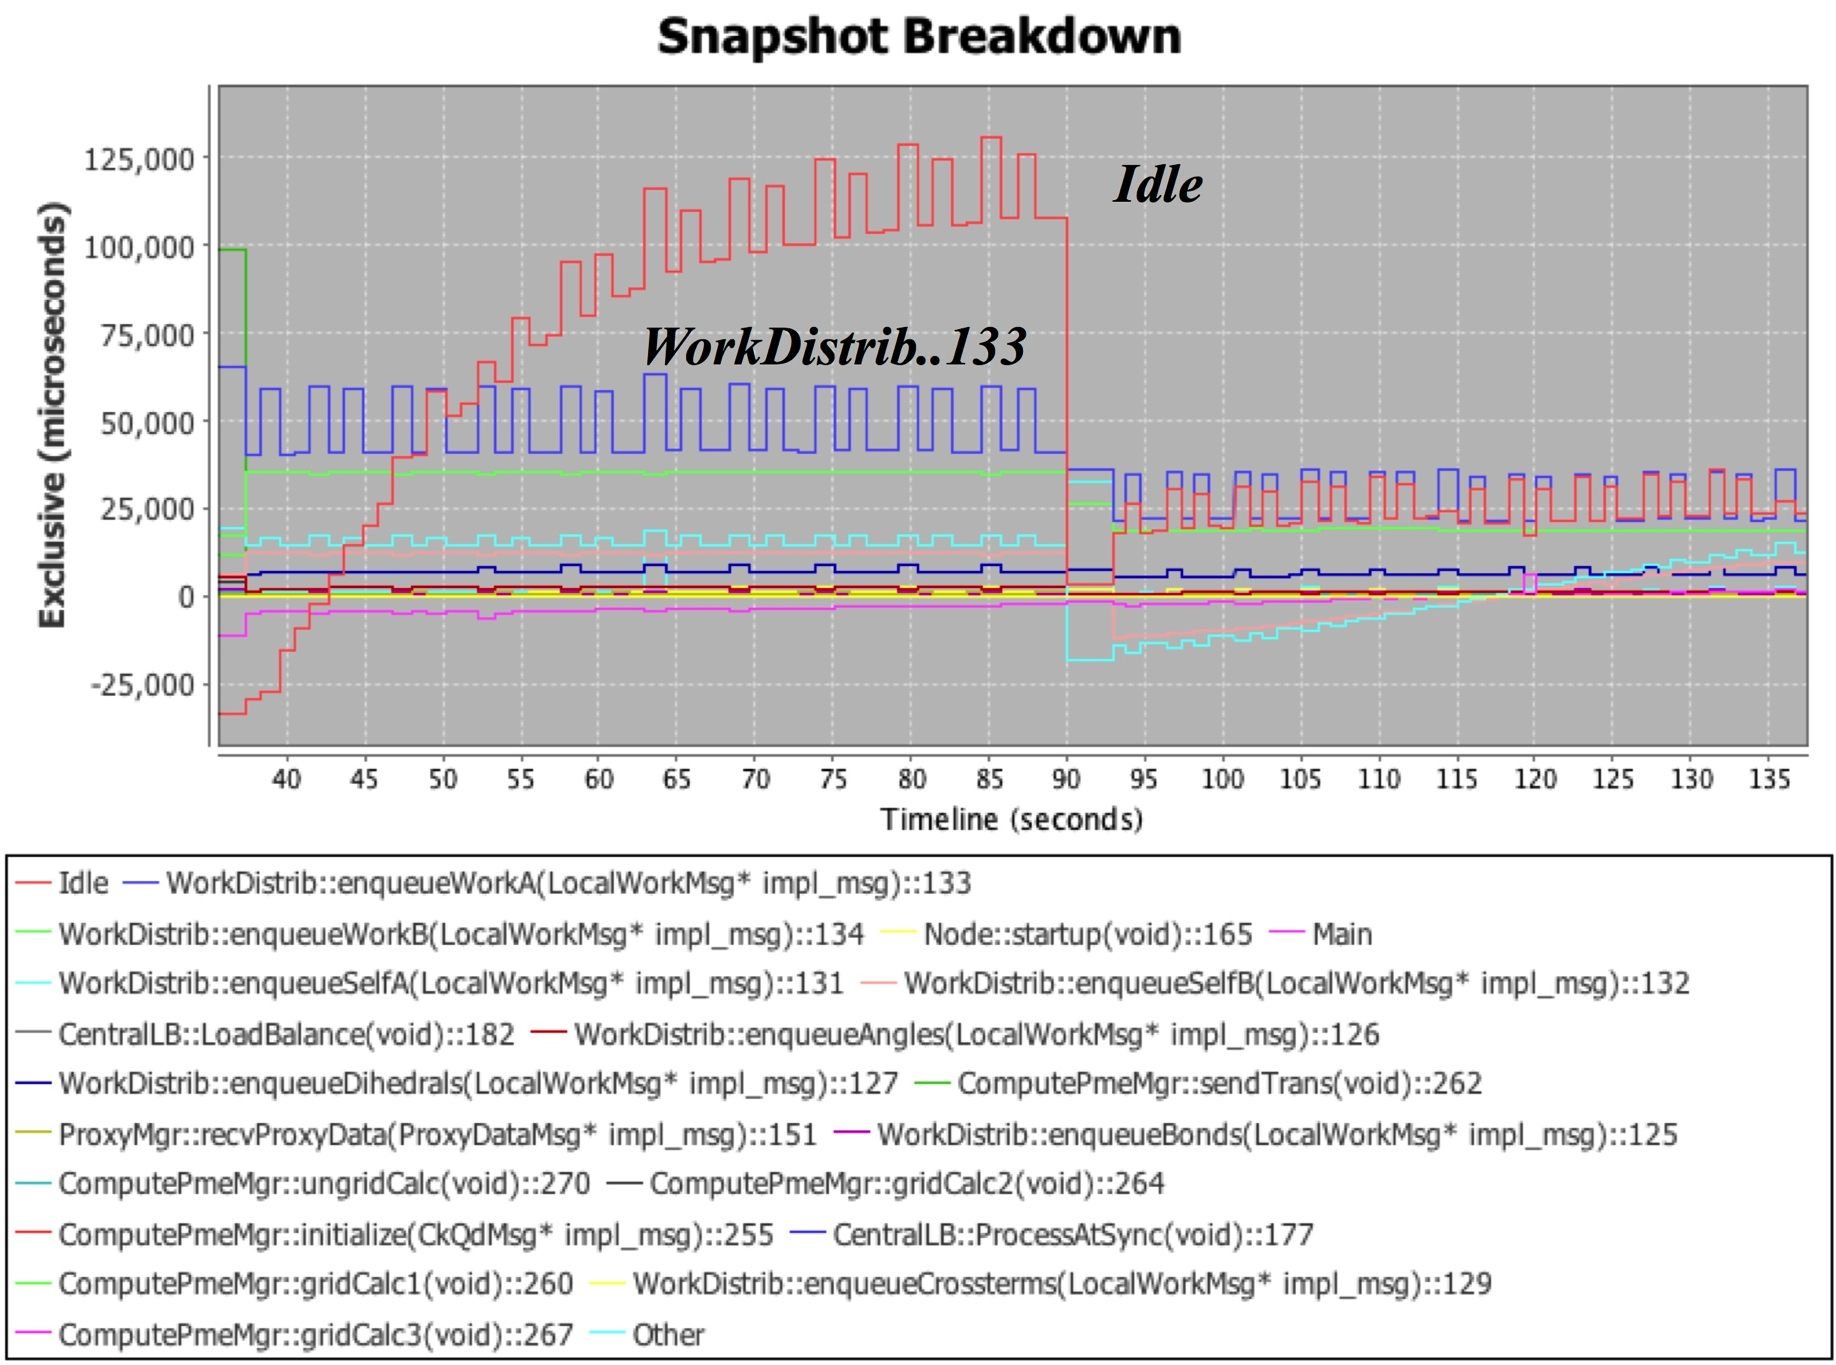 Snapshot Breakdown
Exclusive (microseconds)
125,000
100,000
75,000
50,000
25,000
0
-25,000
Idle
WorkDistrib..133
40 45 50 55 60 65 70 75 80 85 90 95 100 105 110 115 120 125 130 135
Timeline (seconds)
Idle WorkDistrib::enqueueWorkA(LocalWorkMsg* impl_msg)::133
WorkDistrib::enqueueWorkB(LocalWorkMsg* impl_msg)::134 Node::startup(void)::165 Main
WorkDistrib::enqueueSelfA(LocalWorkMsg* impl_msg)::131 WorkDistrib::enqueueSelfB(LocalWorkMsg* impl_msg)::132
CentralLB::LoadBalance(void)::182 WorkDistrib::enqueueAngles(LocalWorkMsg* impl_msg)::126
WorkDistrib::enqueueDihedrals(LocalWorkMsg* impl_msg)::127 ComputePmeMgr::sendTrans(void)::262
ProxyMgr::recvProxyData(ProxyDataMsg* impl_msg)::151 WorkDistrib::enqueueBonds(LocalWorkMsg* impl_msg)::125
ComputePmeMgr::ungridCalc(void)::270 ComputePmeMgr::gridCalc2(void)::264
ComputePmeMgr::initialize(CkQdMsg* impl_msg)::255 CentralLB::ProcessAtSync(void)::177
ComputePmeMgr::gridCalc1(void)::260 WorkDistrib::enqueueCrossterms(LocalWorkMsg* impl_msg)::129
ComputePmeMgr::gridCalc3(void)::267 Other